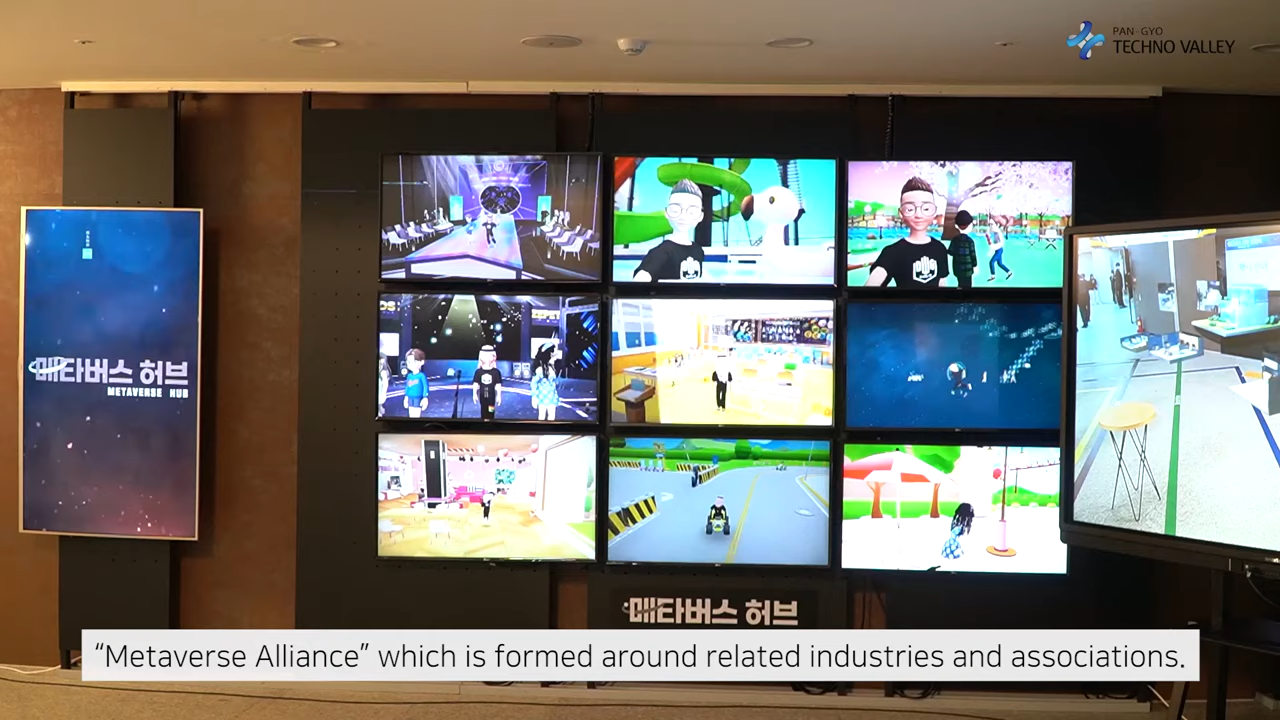 PAN-GYO
TECHNO VALLEY
메타버스 허브
METAVERSE HUB
메타버스 허브
“Metaverse Alliance” which is formed around related industries and associations.